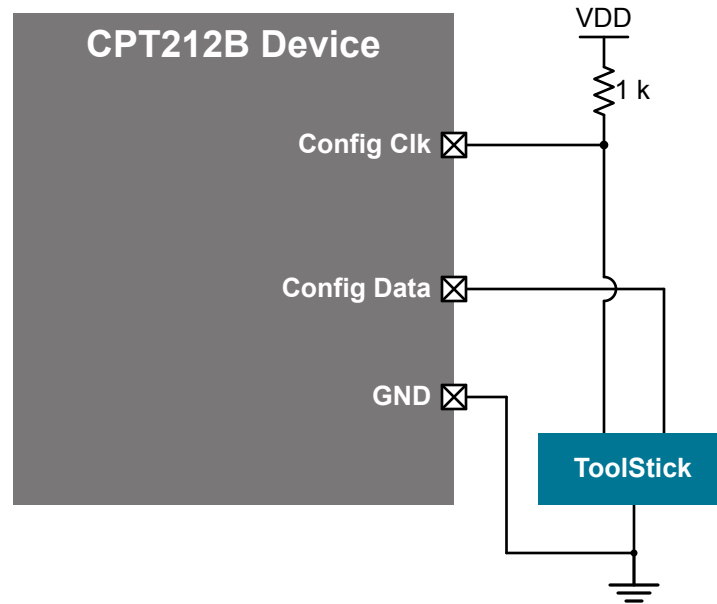 CPT212B Device
VDD
1 k
Config Clk
Config Data
GND
ToolStick